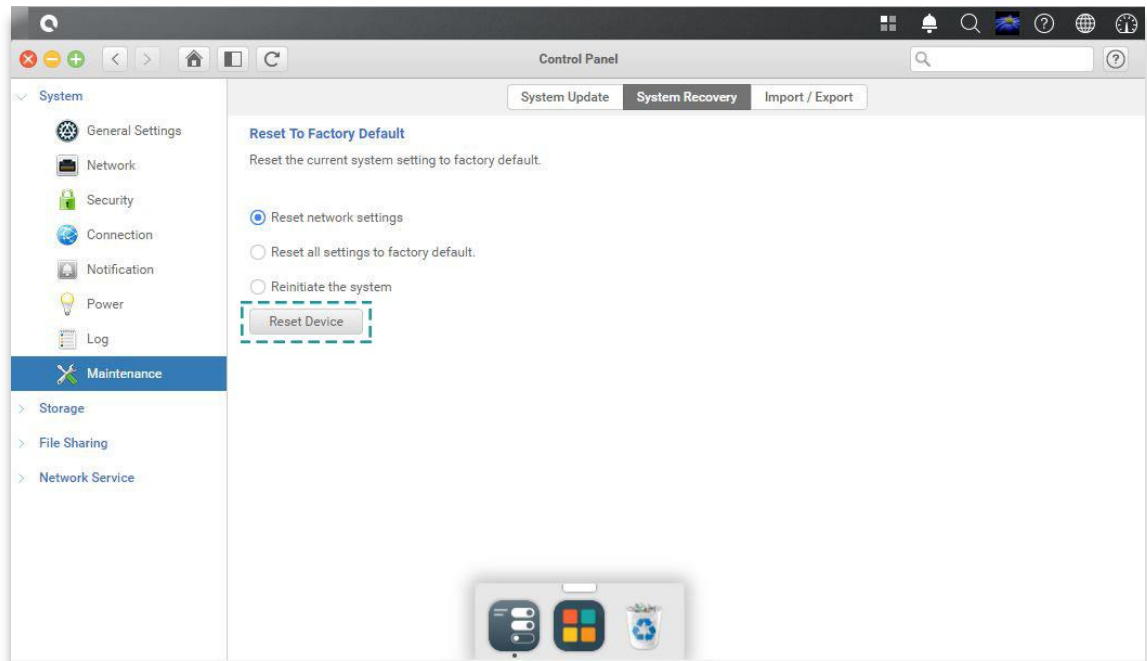 Control Panel
System
General Settings
Network
Security
Connection
Notification
Power
Log
Maintenance
Storage
File Sharing
Network Service
System Update
System Recovery
Import / Export
Reset To Factory Default
Reset the current system setting to factory default.
Reset network settings
Reset all settings to factory default.
Reinitiate the system
Reset Device